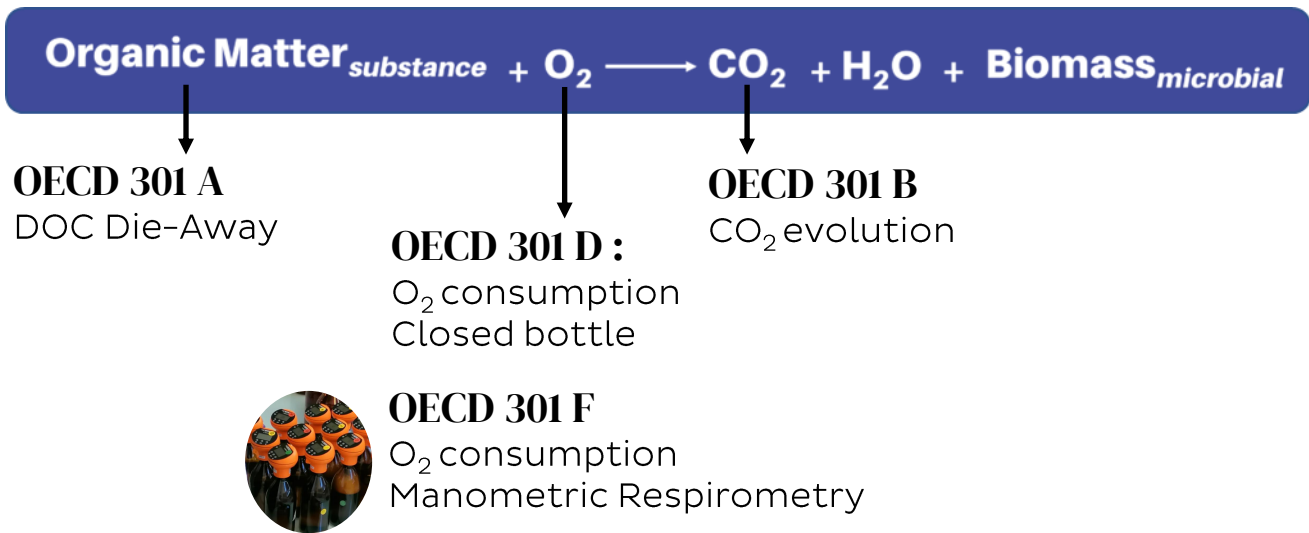 Organic Matter substance + O₂ ⟶ CO₂ + H₂O + Biomass microbial
OECD 301 A
DOC Die-Away
OECD 301 B
CO₂ evolution
OECD 301 D :
O₂ consumption
Closed bottle
OECD 301 F
O₂ consumption
Manometric Respirometry